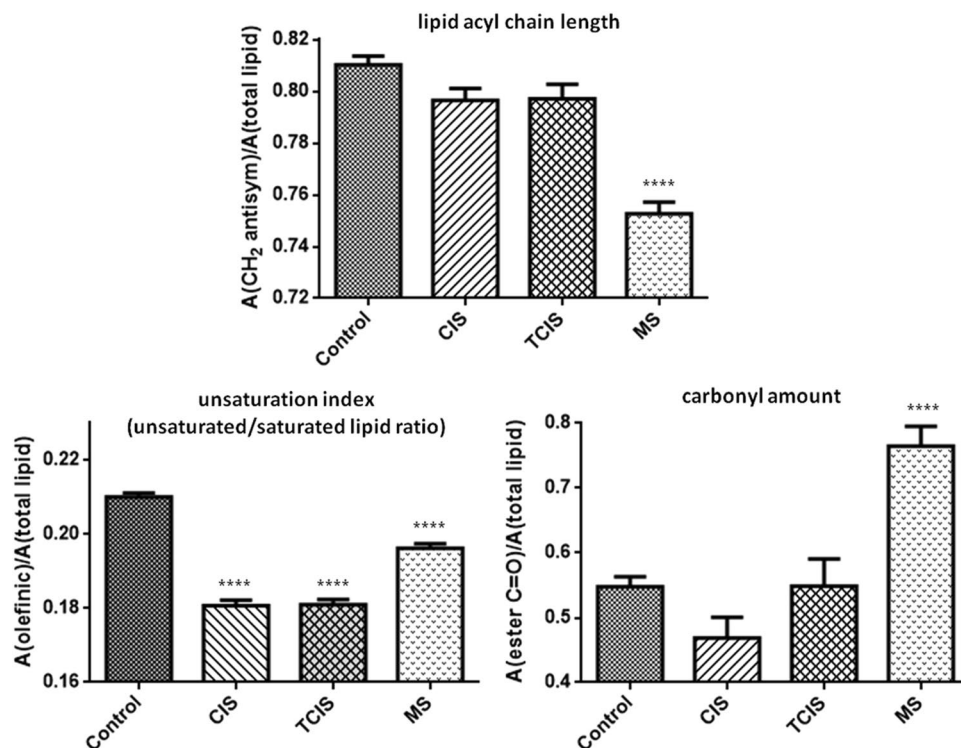 lipid acyl chain length
A(CH₂ antisym)/A(total lipid)
0.82
0.80
0.78
0.76
0.74
0.72
****
Control
CIS
TCIS
MS
unsaturation index
(unsaturated/saturated lipid ratio)
A(olefinic)/A(total lipid)
0.22
0.20
0.18
0.16
****
****
****
Control
CIS
TCIS
MS
carbonyl amount
A(ester C=O)/A(total lipid)
0.8
0.7
0.6
0.5
0.4
****
Control
CIS
TCIS
MS